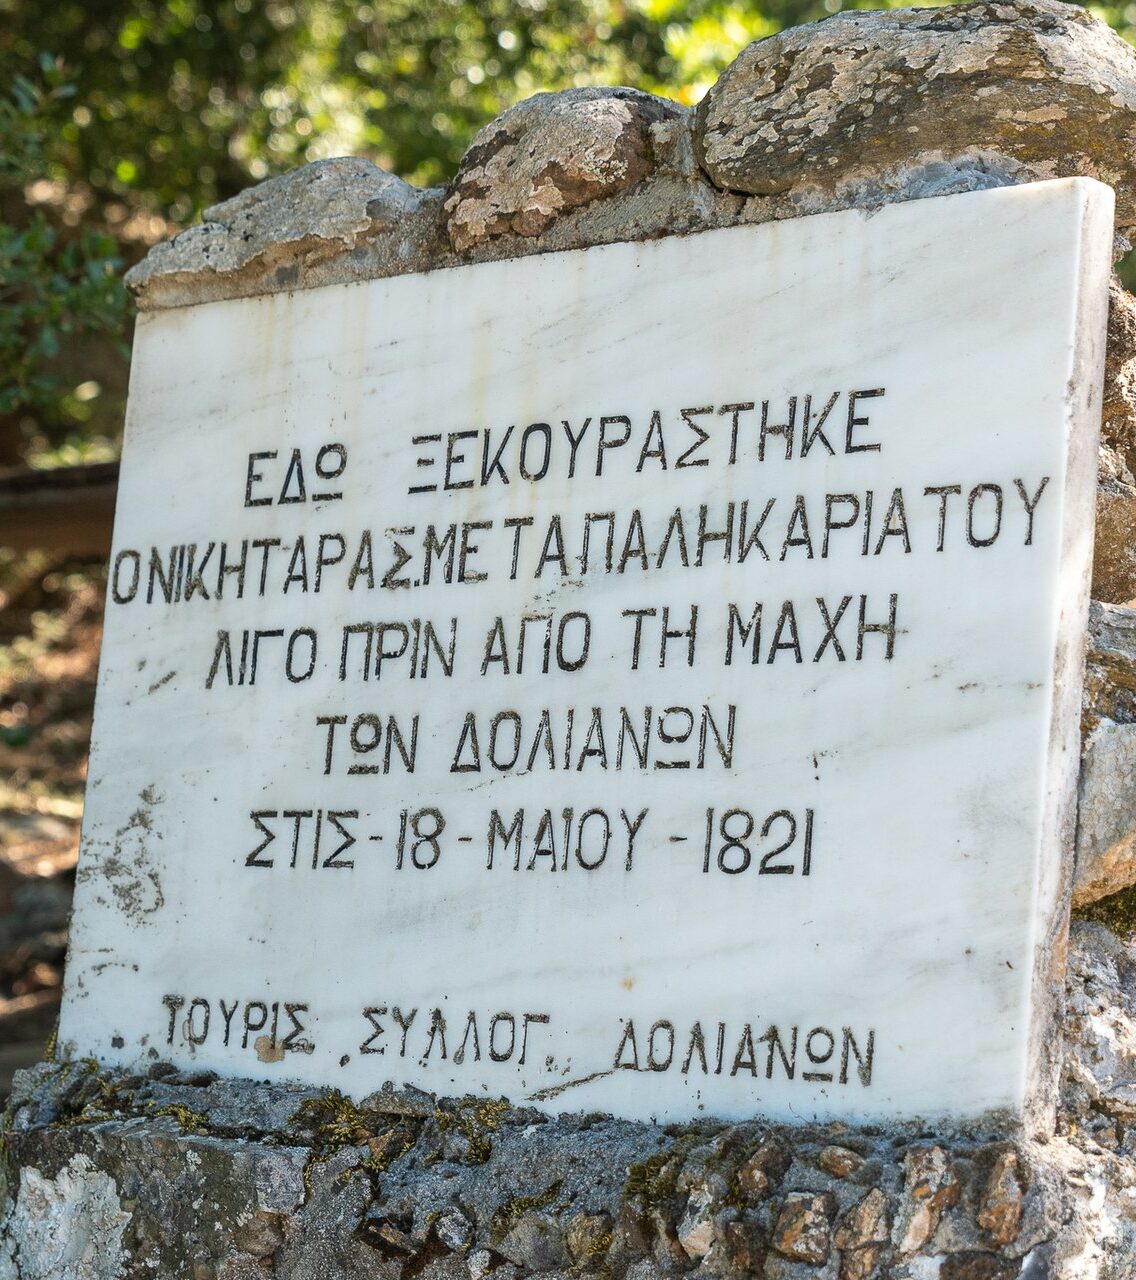 ΕΔΩ ΞΕΚΟΥΡΑΣΤΗΚΕ
Ο ΝΙΚΗΤΑΡΑΣ ΜΕ ΤΑ ΠΑΛΗΚΑΡΙΑ ΤΟΥ
ΛΙΓΟ ΠΡΙΝ ΑΠΟ ΤΗ ΜΑΧΗ
ΤΩΝ ΔΟΛΙΑΝΩΝ
ΣΤΙΣ - 18 - ΜΑΙΟΥ - 1821
ΤΟΥΡΙΣ. ΣΥΛΛΟΓ. ΔΟΛΙΑΝΩΝ